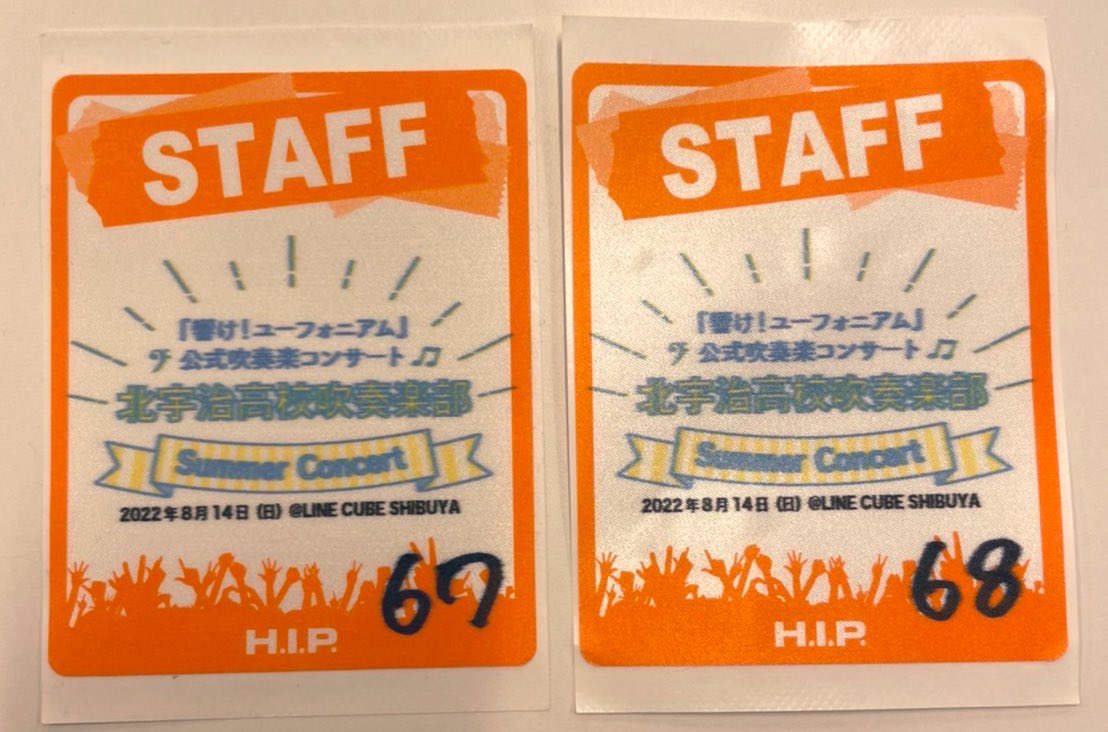 STAFF
『響け!ユーフォニアム』
公式吹奏楽コンサート
北宇治高校吹奏楽部
Summer Concert
2022年8月14日(日)@LINE CUBE SHIBUYA
67
H.I.P.
STAFF
『響け!ユーフォニアム』
公式吹奏楽コンサート
北宇治高校吹奏楽部
Summer Concert
2022年8月14日(日)@LINE CUBE SHIBUYA
68
H.I.P.